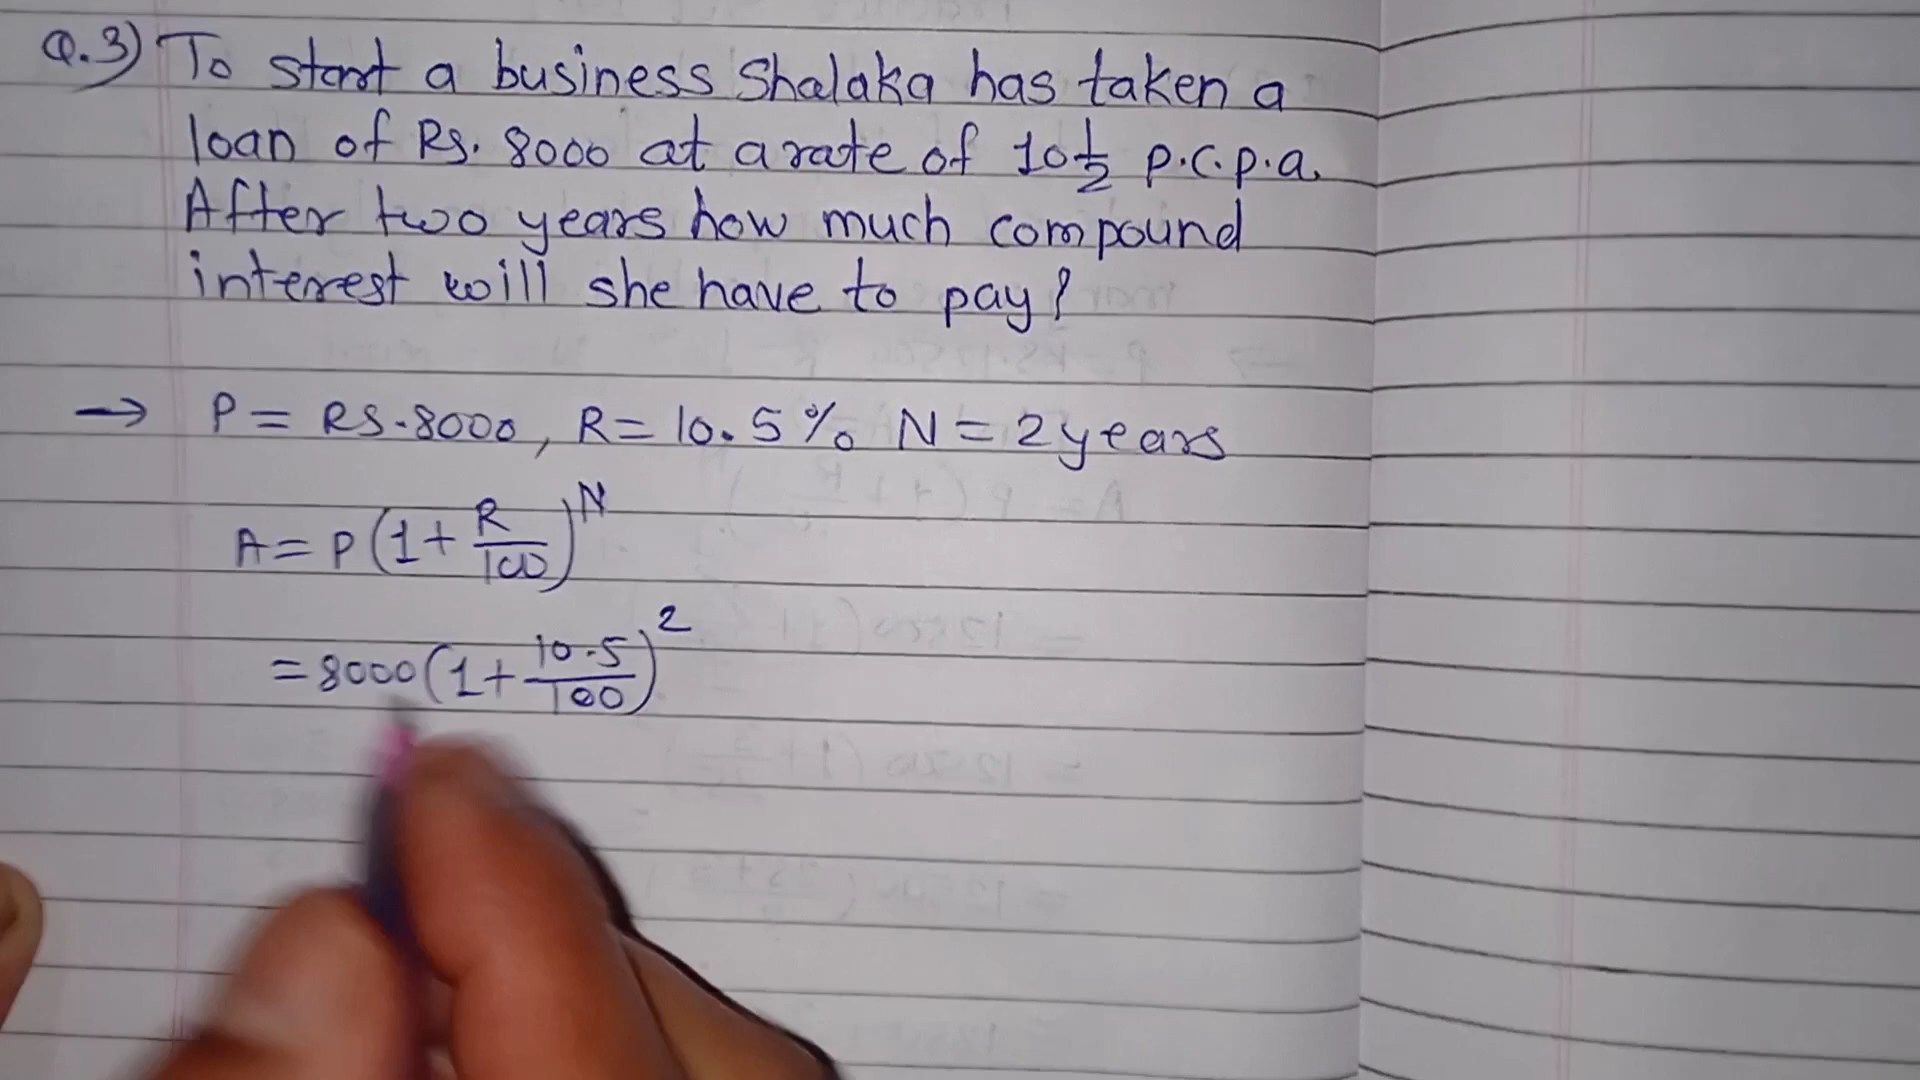 Q.3) To start a business Shalaka has taken a
loan of Rs. 8000 at a rate of 10½ p.c.p.a.
After two years how much compound
interest will she have to pay?
→ P = RS.8000, R = 10.5% N = 2 years
A = P(1 + R/100)^N
= 8000(1 + 10.5/100)^2